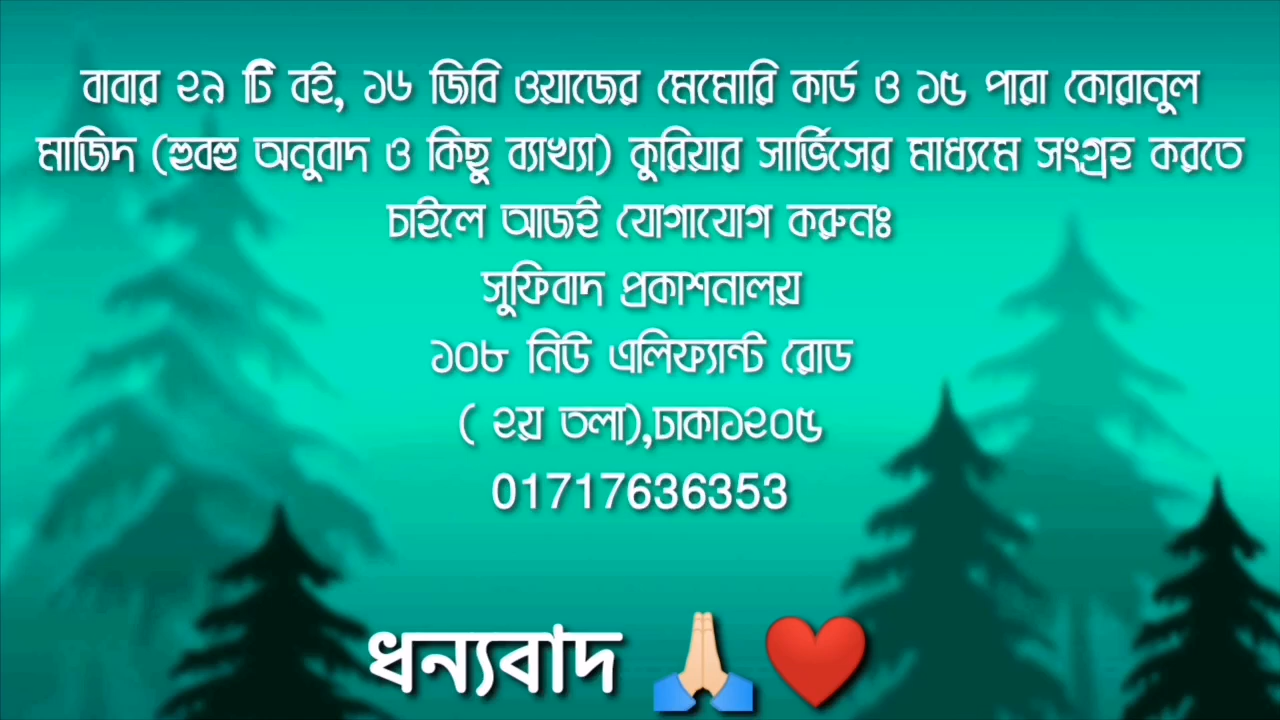 বাবার ২৯ টি বই, ১৬ জিবি ওয়াজের মেমোরি কার্ড ও ১৫ পারা কোরানুল
মাজিদ (হুবহু অনুবাদ ও কিছু ব্যাখ্যা) কুরিয়ার সার্ভিসের মাধ্যমে সংগ্রহ করতে
চাইলে আজই যোগাযোগ করুনঃ
সুফিবাদ প্রকাশনালয়
১০৮ নিউ এলিফ্যান্ট রোড
( ২য় তলা),ঢাকা১২০৫
01717636353
ধন্যবাদ 🙏🏻❤️